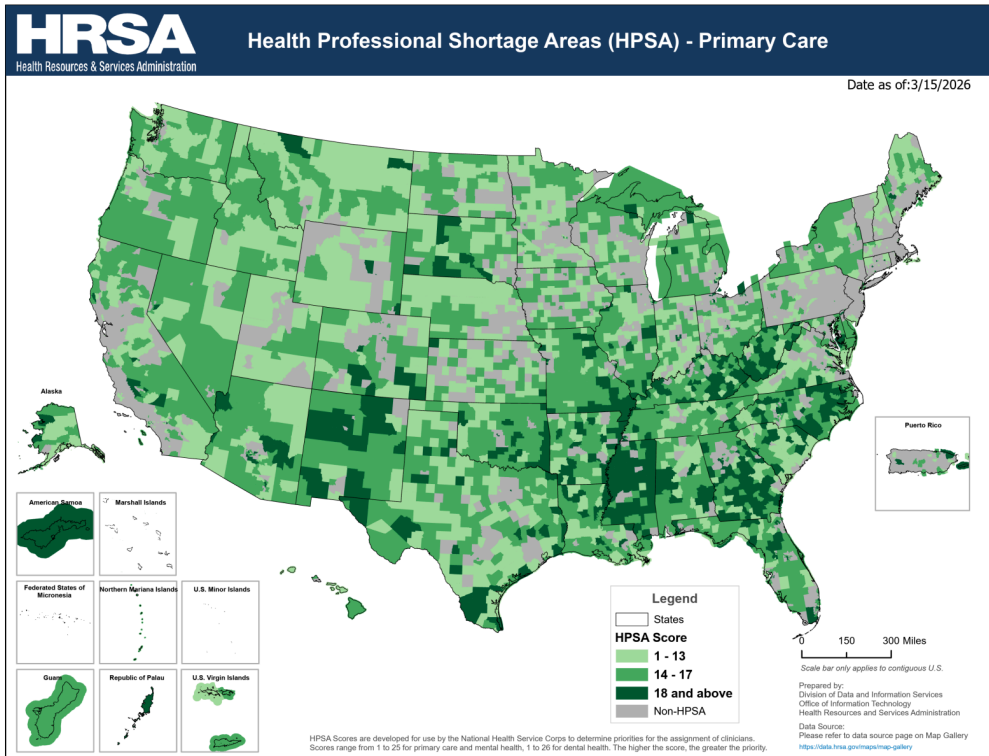 HRSA
Health Resources & Services Administration
Health Professional Shortage Areas (HPSA) - Primary Care
Date as of:3/15/2026
Alaska
Puerto Rico
American Samoa
Marshall Islands
Federated States of
Micronesia
Northern Mariana Islands
U.S. Minor Islands
Guam
Republic of Palau
U.S. Virgin Islands
Legend
States
HPSA Score
1 - 13
14 - 17
18 and above
Non-HPSA
0 150 300 Miles
Scale bar only applies to contiguous U.S.
Prepared by:
Division of Data and Information Services
Office of Information Technology
Health Resources and Services Administration
Data Source:
Please refer to data source page on Map Gallery
https://data.hrsa.gov/maps/map-gallery
HPSA Scores are developed for use by the National Health Service Corps to determine priorities for the assignment of clinicians.
Scores range from 1 to 25 for primary care and mental health, 1 to 26 for dental health. The higher the score, the greater the priority.